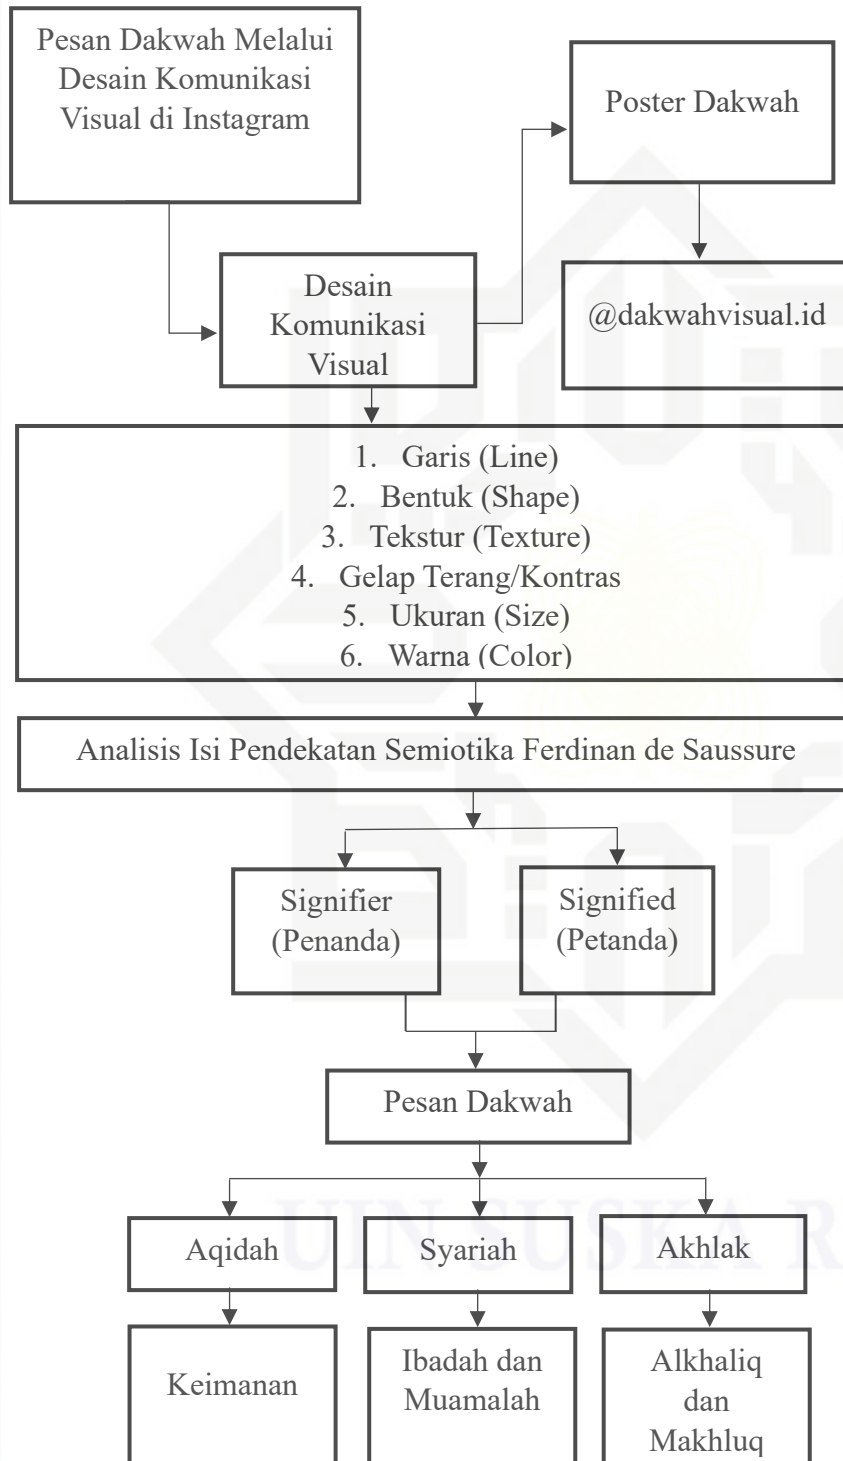 Pesan Dakwah Melalui
Desain Komunikasi
Visual di Instagram
Poster Dakwah
Desain
Komunikasi
Visual
@dakwahvisual.id
1. Garis (Line)
2. Bentuk (Shape)
3. Tekstur (Texture)
4. Gelap Terang/Kontras
5. Ukuran (Size)
6. Warna (Color)
Analisis Isi Pendekatan Semiotika Ferdinan de Saussure
Signifier
(Penanda)
Signified
(Petanda)
Pesan Dakwah
Aqidah
Syariah
Akhlak
Keimanan
Ibadah dan
Muamalah
Alkhaliq
dan
Makhluq
UIN SUSKA R